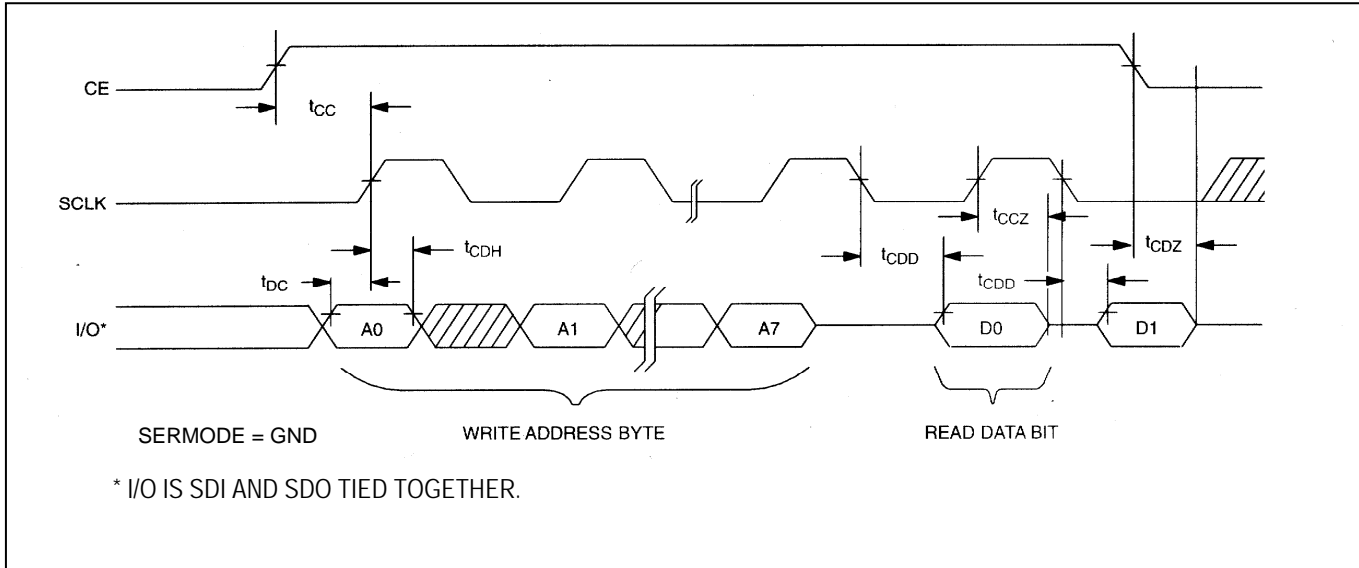 CE
tCC
SCLK
tCCZ
tCDH
tCDD
tCDZ
tDC
tCDD
I/O*
A0
A1
A7
D0
D1
SERMODE = GND
WRITE ADDRESS BYTE
READ DATA BIT
* I/O IS SDI AND SDO TIED TOGETHER.